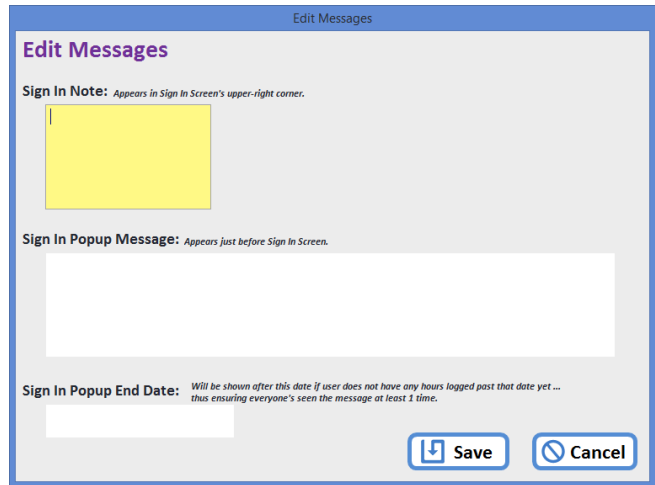 Edit Messages
Edit Messages
Sign In Note: Appears in Sign In Screen's upper-right corner.
Sign In Popup Message: Appears just before Sign In Screen.
Sign In Popup End Date: Will be shown after this date if user does not have any hours logged past that date yet ...
thus ensuring everyone's seen the message at least 1 time.
Save Cancel